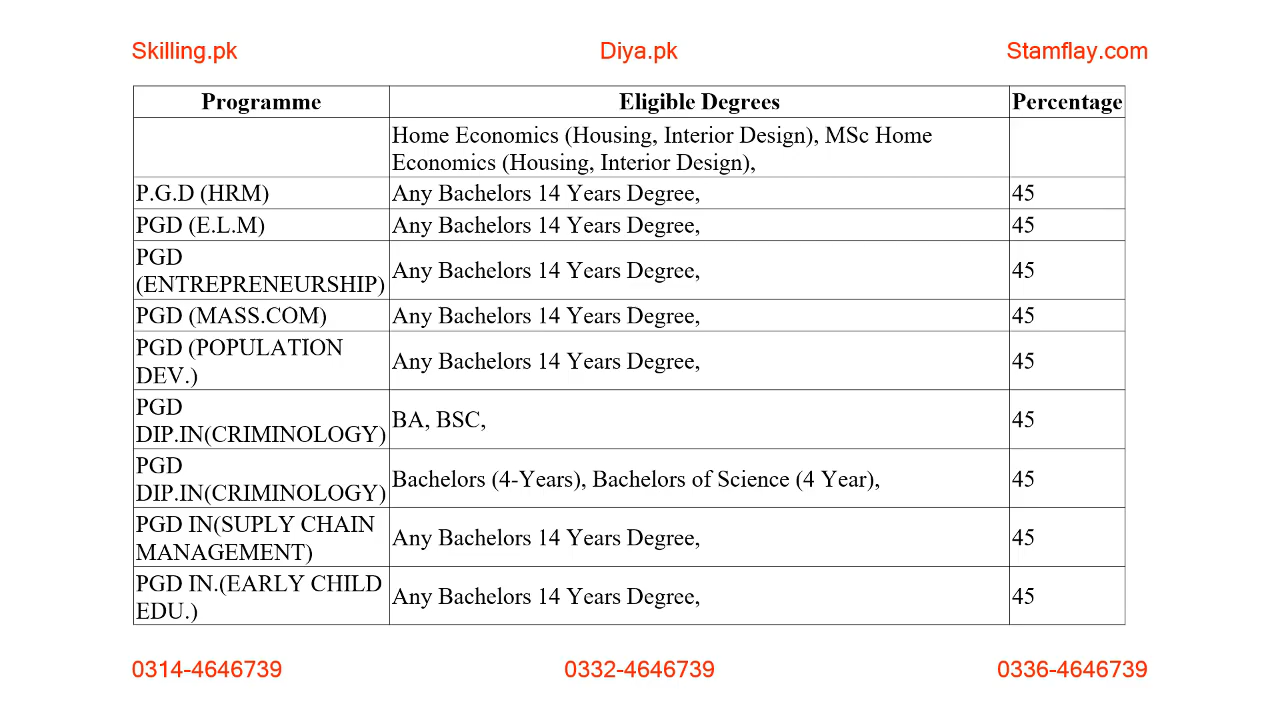 Skilling.pk Diya.pk Stamflay.com
Programme Eligible Degrees Percentage
Home Economics (Housing, Interior Design), MSc Home
Economics (Housing, Interior Design),
P.G.D (HRM) Any Bachelors 14 Years Degree, 45
PGD (E.L.M) Any Bachelors 14 Years Degree, 45
PGD
(ENTREPRENEURSHIP) Any Bachelors 14 Years Degree, 45
PGD (MASS.COM) Any Bachelors 14 Years Degree, 45
PGD (POPULATION
DEV.) Any Bachelors 14 Years Degree, 45
PGD
DIP.IN(CRIMINOLOGY) BA, BSC, 45
PGD
DIP.IN(CRIMINOLOGY) Bachelors (4-Years), Bachelors of Science (4 Year), 45
PGD IN(SUPLY CHAIN
MANAGEMENT) Any Bachelors 14 Years Degree, 45
PGD IN.(EARLY CHILD
EDU.) Any Bachelors 14 Years Degree, 45
0314-4646739 0332-4646739 0336-4646739